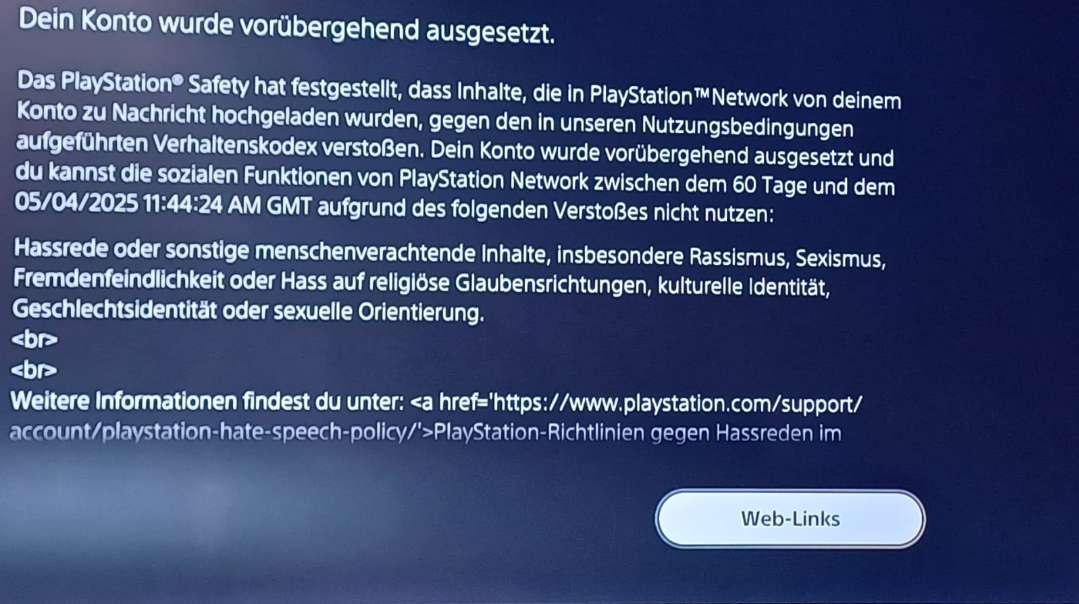 Dein Konto wurde vorübergehend ausgesetzt.
Das PlayStation® Safety hat festgestellt, dass Inhalte, die in PlayStation™Network von deinem
Konto zu Nachricht hochgeladen wurden, gegen den in unseren Nutzungsbedingungen
aufgeführten Verhaltenskodex verstoßen. Dein Konto wurde vorübergehend ausgesetzt und
du kannst die sozialen Funktionen von PlayStation Network zwischen dem 60 Tage und dem
05/04/2025 11:44:24 AM GMT aufgrund des folgenden Verstoßes nicht nutzen:
Hassrede oder sonstige menschenverachtende Inhalte, insbesondere Rassismus, Sexismus,
Fremdenfeindlichkeit oder Hass auf religiöse Glaubensrichtungen, kulturelle Identität,
Geschlechtsidentität oder sexuelle Orientierung.
<br>
<br>
Weitere Informationen findest du unter: <a href='https://www.playstation.com/support/
account/playstation-hate-speech-policy/'>PlayStation-Richtlinien gegen Hassreden im
Web-Links